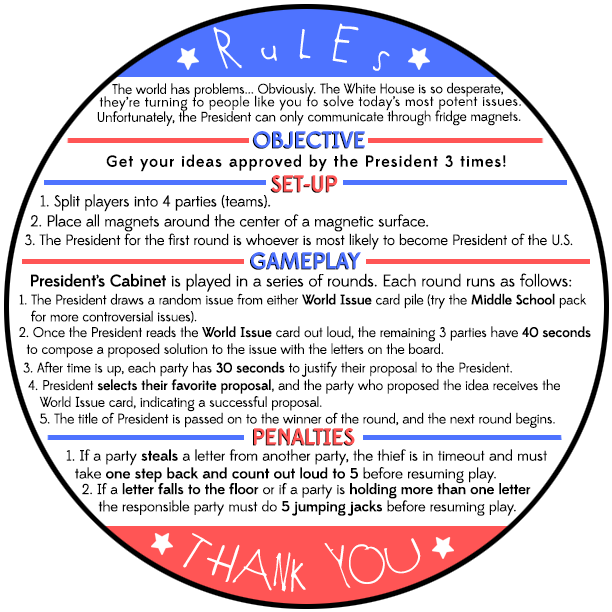 RuLEs
The world has problems... Obviously. The White House is so desperate,
they're turning to people like you to solve today's most potent issues.
Unfortunately, the President can only communicate through fridge magnets.
OBJECTIVE
Get your ideas approved by the President 3 times!
SET-UP
1. Split players into 4 parties (teams).
2. Place all magnets around the center of a magnetic surface.
3. The President for the first round is whoever is most likely to become President of the U.S.
GAMEPLAY
President's Cabinet is played in a series of rounds. Each round runs as follows:
1. The President draws a random issue from either World Issue card pile (try the Middle School pack
for more controversial issues).
2. Once the President reads the World Issue card out loud, the remaining 3 parties have 40 seconds
to compose a proposed solution to the issue with the letters on the board.
3. After time is up, each party has 30 seconds to justify their proposal to the President.
4. President selects their favorite proposal, and the party who proposed the idea receives the
World Issue card, indicating a successful proposal.
5. The title of President is passed on to the winner of the round, and the next round begins.
PENALTIES
1. If a party steals a letter from another party, the thief is in timeout and must
take one step back and count out loud to 5 before resuming play.
2. If a letter falls to the floor or if a party is holding more than one letter
the responsible party must do 5 jumping jacks before resuming play.
THANK YOU